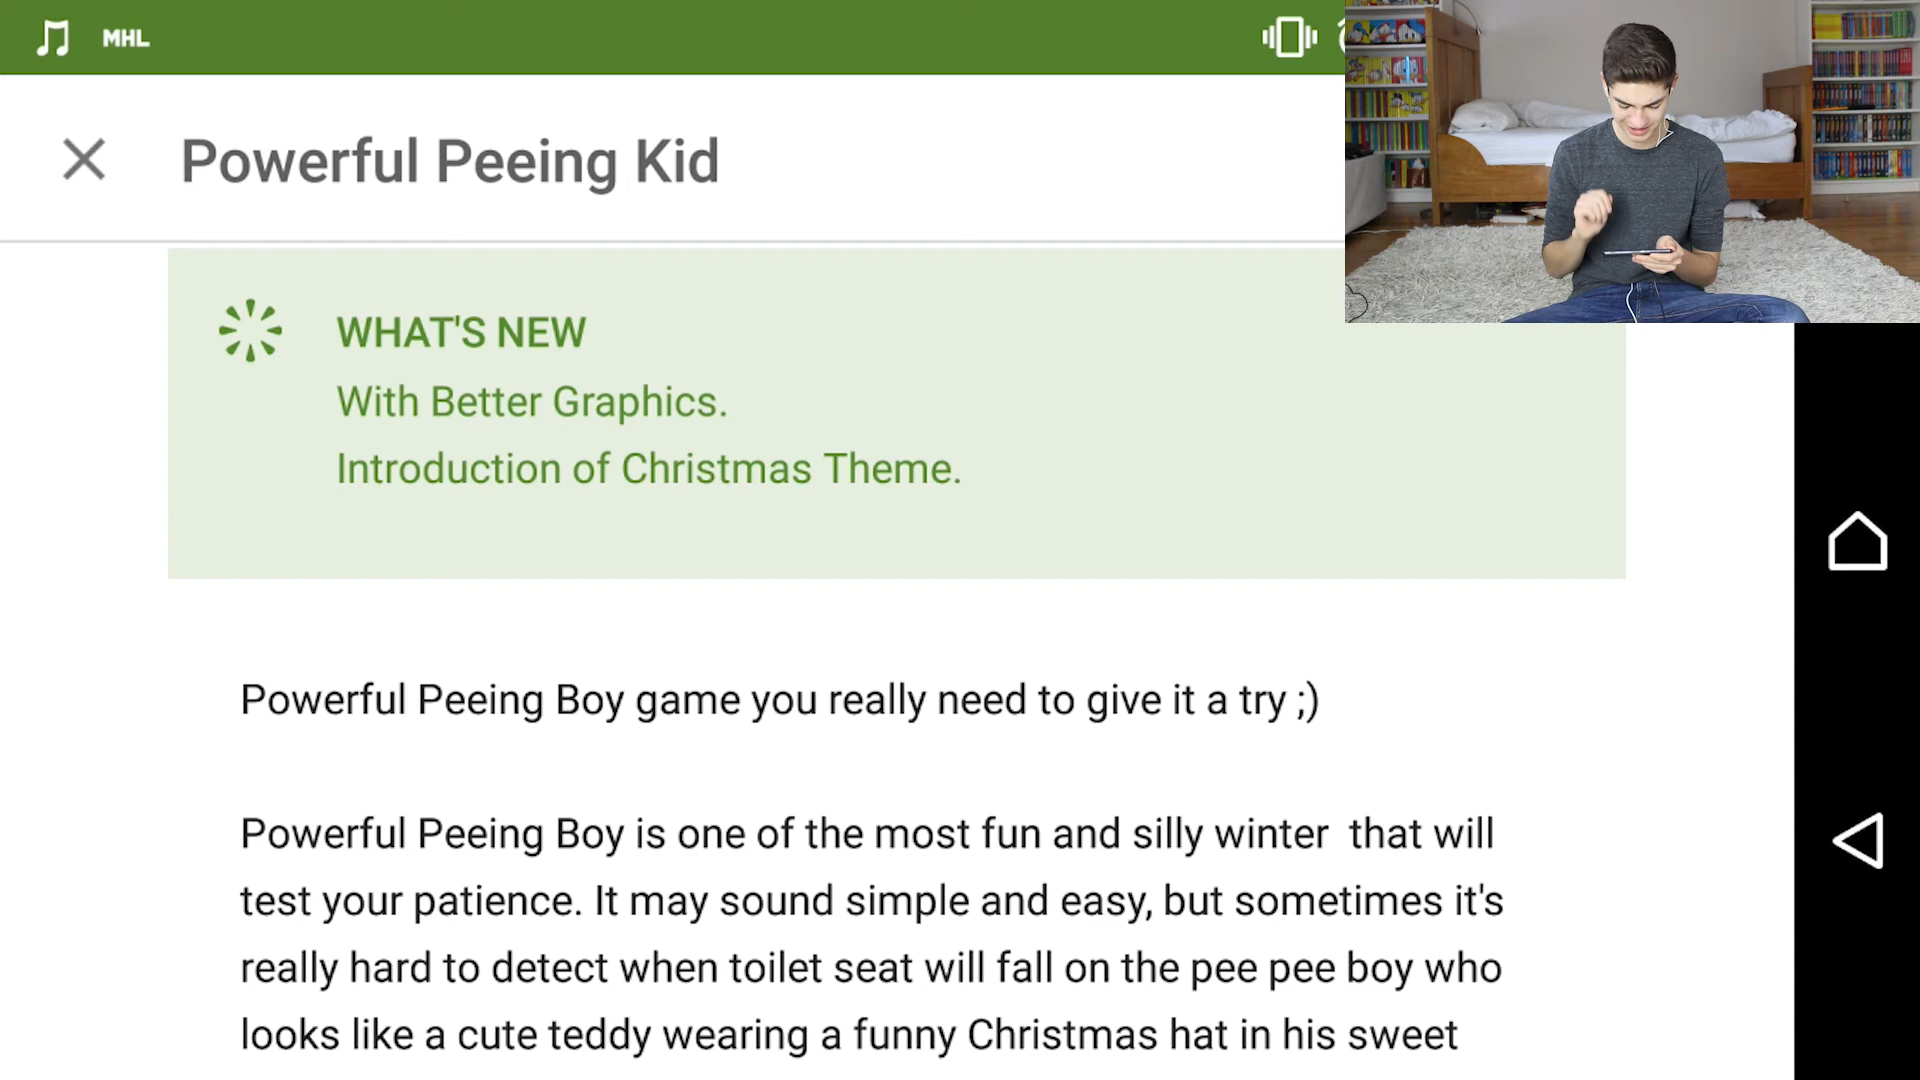 MHL
Powerful Peeing Kid
WHAT'S NEW
With Better Graphics.
Introduction of Christmas Theme.
Powerful Peeing Boy game you really need to give it a try ;)
Powerful Peeing Boy is one of the most fun and silly winter  that will
test your patience. It may sound simple and easy, but sometimes it's
really hard to detect when toilet seat will fall on the pee pee boy who
looks like a cute teddy wearing a funny Christmas hat in his sweet